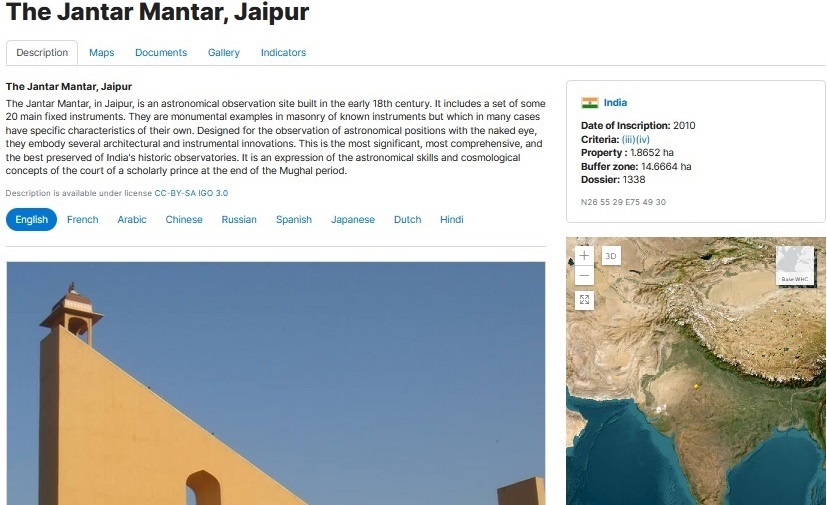 The Jantar Mantar, Jaipur
Description Maps Documents Gallery Indicators
The Jantar Mantar, Jaipur
The Jantar Mantar, in Jaipur, is an astronomical observation site built in the early 18th century. It includes a set of some
20 main fixed instruments. They are monumental examples in masonry of known instruments but which in many cases
have specific characteristics of their own. Designed for the observation of astronomical positions with the naked eye,
they embody several architectural and instrumental innovations. This is the most significant, most comprehensive, and
the best preserved of India's historic observatories. It is an expression of the astronomical skills and cosmological
concepts of the court of a scholarly prince at the end of the Mughal period.
Description is available under license CC-BY-SA IGO 3.0
English French Arabic Chinese Russian Spanish Japanese Dutch Hindi
India
Date of Inscription: 2010
Criteria: (iii)(iv)
Property : 1.8652 ha
Buffer zone: 14.6664 ha
Dossier: 1338
N26 55 29 E75 49 30
3D
Base WHC